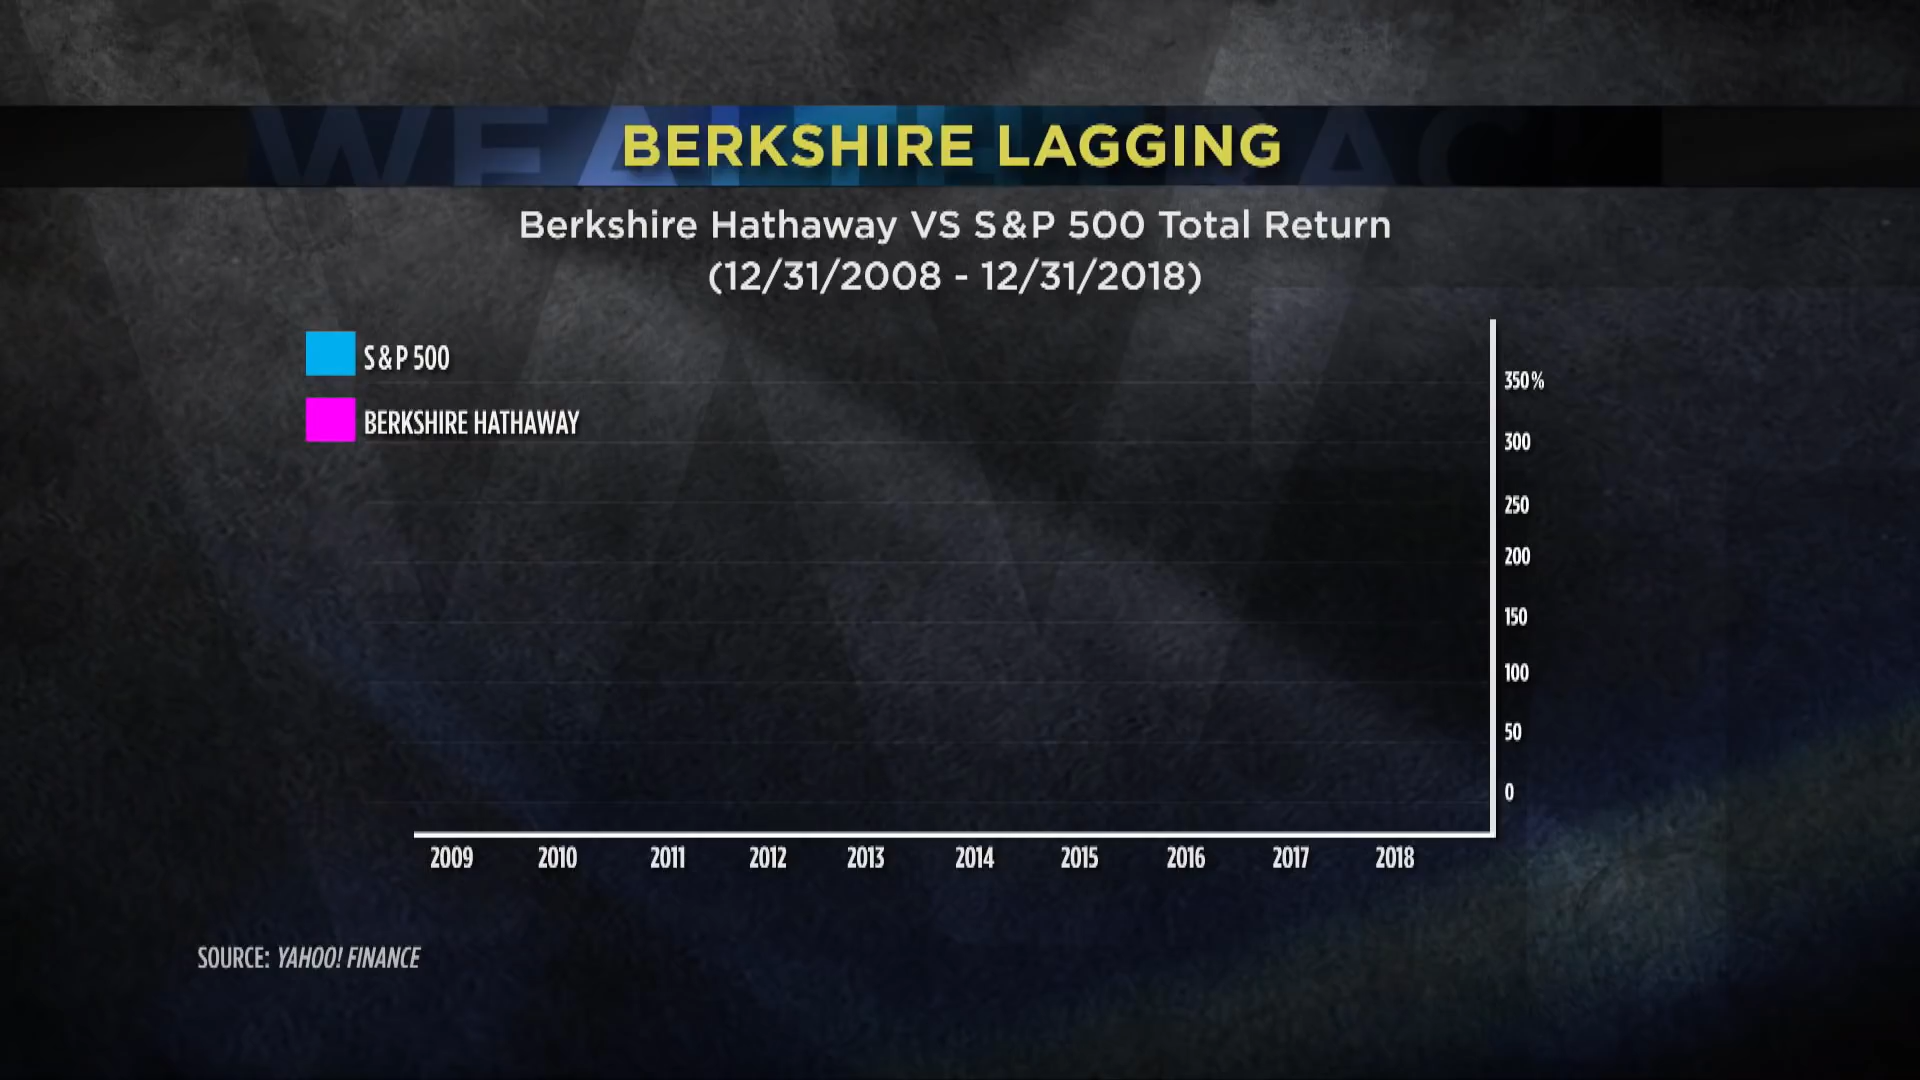 WEALTHTRACK
BERKSHIRE LAGGING
Berkshire Hathaway VS S&P 500 Total Return
(12/31/2008 - 12/31/2018)
S&P 500
BERKSHIRE HATHAWAY
350%
300
250
200
150
100
50
0
2009 2010 2011 2012 2013 2014 2015 2016 2017 2018
SOURCE: YAHOO! FINANCE